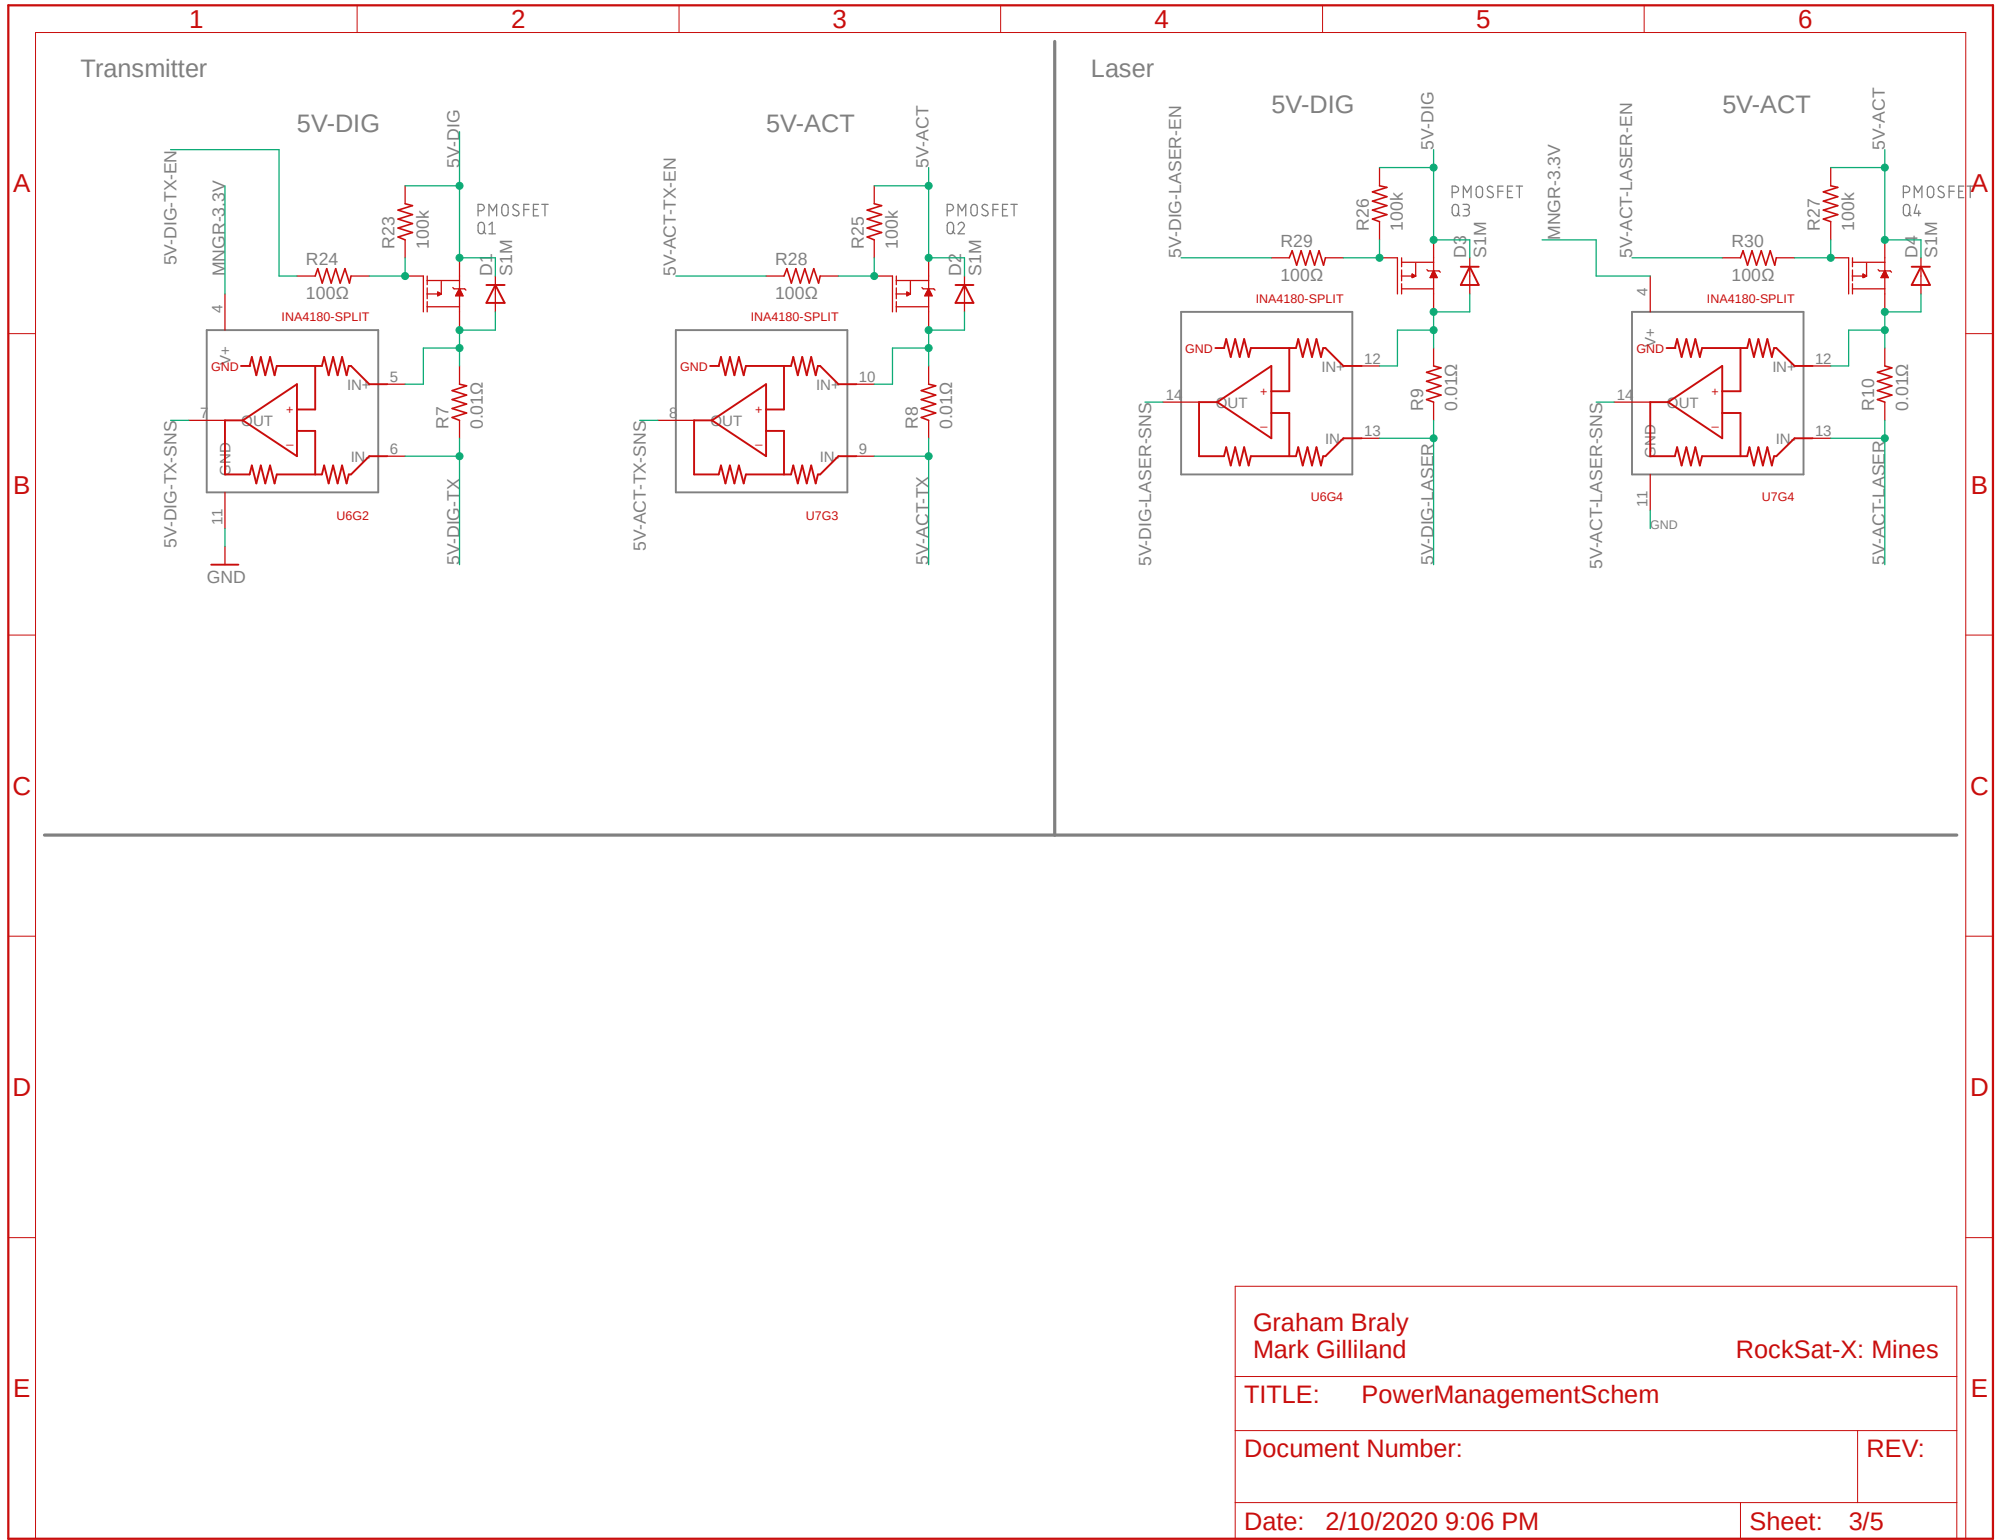 1 2 3 4 5 6
A A
B B
C C
D D
E E
Transmitter
5V-DIG
5V-DIG-TX-EN
MNGR-3.3V
5V-DIG
R23
100k
R24
100Ω
PMOSFET
Q1
D1
S1M
INA4180-SPLIT
4
V+
GND
IN+
5
OUT
7
IN-
6
GND
11
GND
U6G2
R7
0.01Ω
5V-DIG-TX-SNS
5V-DIG-TX
5V-ACT
5V-ACT-TX-EN
5V-ACT
R25
100k
R28
100Ω
PMOSFET
Q2
D2
S1M
INA4180-SPLIT
GND
IN+
10
OUT
8
IN-
9
U7G3
R8
0.01Ω
5V-ACT-TX-SNS
5V-ACT-TX
Laser
5V-DIG
5V-DIG-LASER-EN
5V-DIG
R26
100k
R29
100Ω
PMOSFET
Q3
D3
S1M
INA4180-SPLIT
GND
IN+
12
OUT
14
IN-
13
U6G4
R9
0.01Ω
5V-DIG-LASER-SNS
5V-DIG-LASER
5V-ACT
MNGR-3.3V
5V-ACT-LASER-EN
5V-ACT
R27
100k
R30
100Ω
PMOSFET
Q4
D4
S1M
INA4180-SPLIT
4
V+
GND
IN+
12
OUT
14
IN-
13
GND
11
GND
U7G4
R10
0.01Ω
5V-ACT-LASER-SNS
5V-ACT-LASER
Graham Braly
Mark Gilliland RockSat-X: Mines
TITLE: PowerManagementSchem
Document Number: REV:
Date: 2/10/2020 9:06 PM Sheet: 3/5